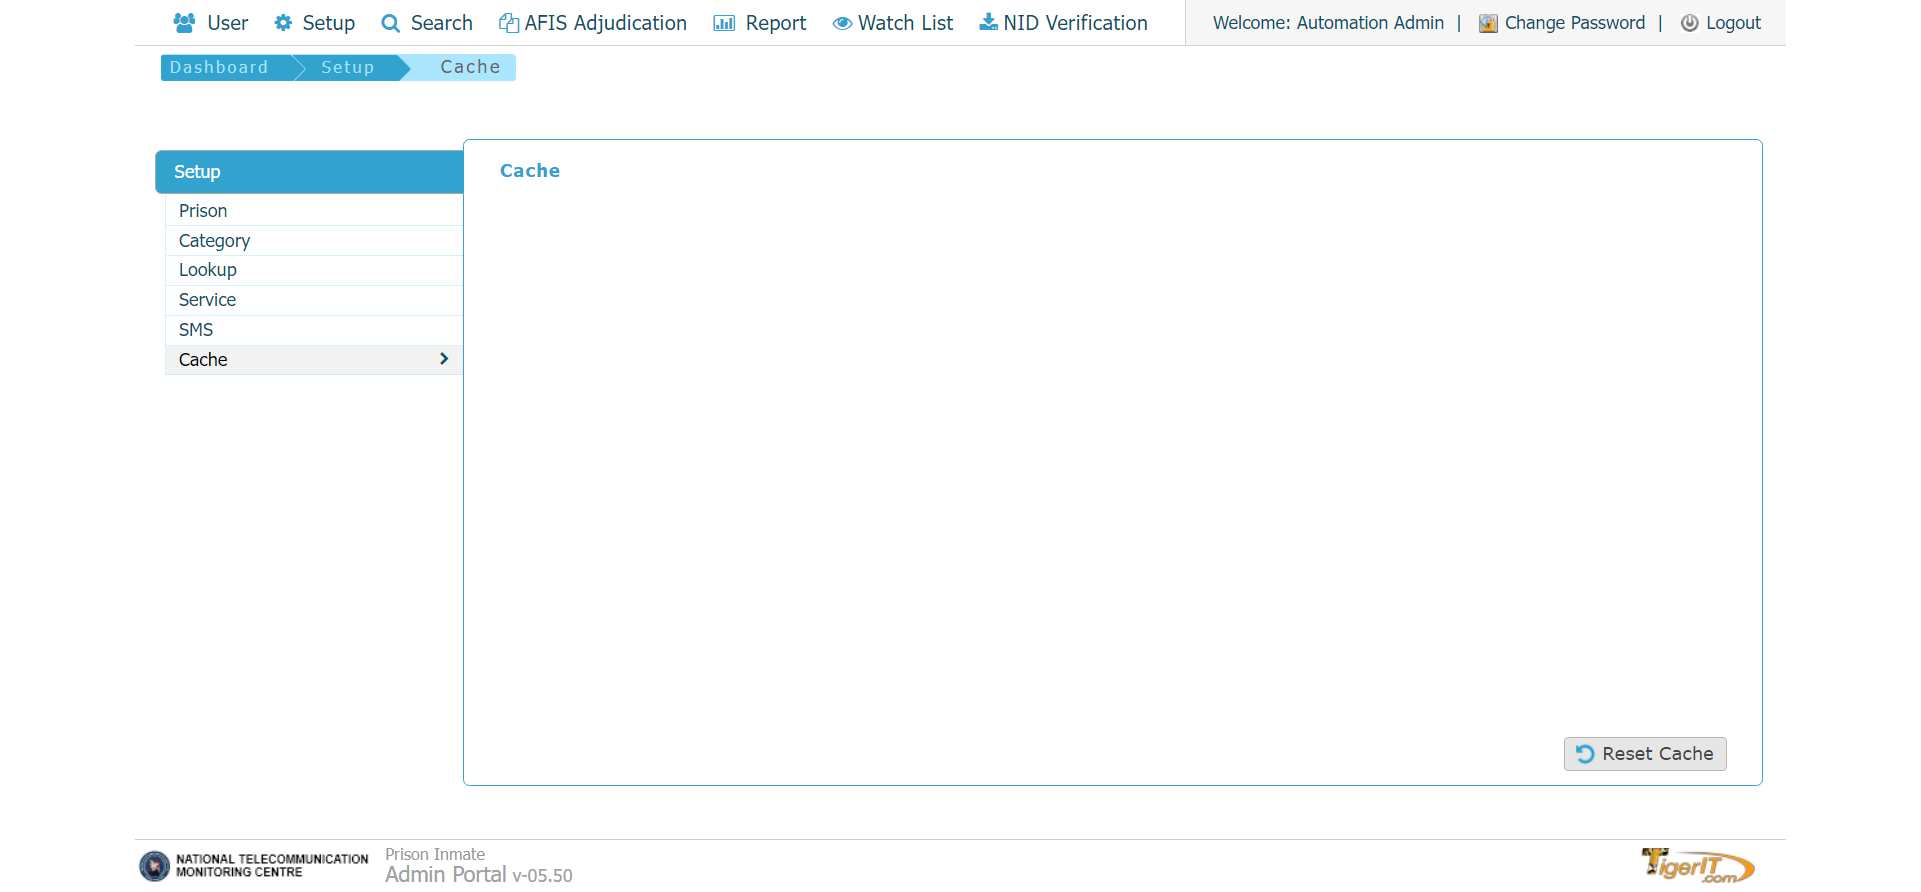 User Setup Search AFIS Adjudication Report Watch List NID Verification Welcome: Automation Admin | Change Password | Logout
Dashboard Setup Cache
Setup
Cache
Prison
Category
Lookup
Service
SMS
Cache
Reset Cache
NATIONAL TELECOMMUNICATION
MONITORING CENTRE
Prison Inmate
Admin Portal v-05.50
TigerIT
.com